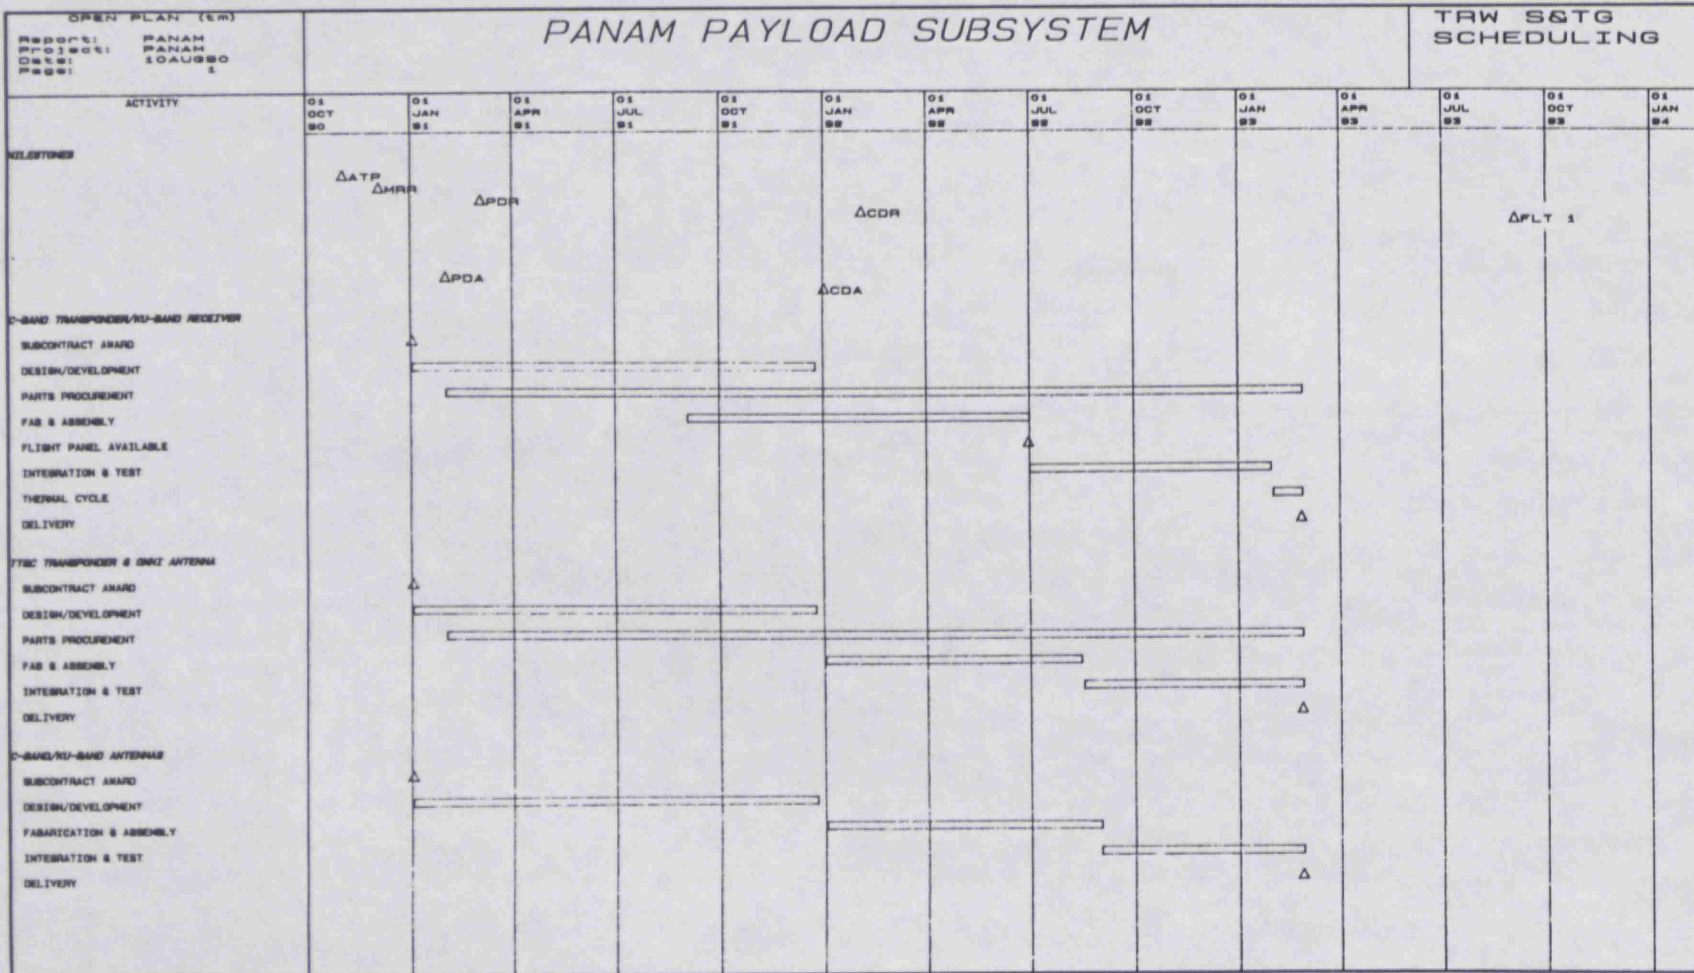 OPEN PLAN (tm)
Report: PANAM
Project: PANAM
Date: 10AUG90
Page: 1
PANAM PAYLOAD SUBSYSTEM
TRW S&TG
SCHEDULING
ACTIVITY
01 OCT 90
01 JAN 91
01 APR 91
01 JUL 91
01 OCT 91
01 JAN 92
01 APR 92
01 JUL 92
01 OCT 92
01 JAN 93
01 APR 93
01 JUL 93
01 OCT 93
01 JAN 94
MILESTONES
ATP
MRR
PDR
CDR
FLT 1
PDA
CDA
C-BAND TRANSPONDER/KU-BAND RECEIVER
SUBCONTRACT AWARD
DESIGN/DEVELOPMENT
PARTS PROCUREMENT
FAB & ASSEMBLY
FLIGHT PANEL AVAILABLE
INTEGRATION & TEST
THERMAL CYCLE
DELIVERY
TT&C TRANSPONDER & OMNI ANTENNA
SUBCONTRACT AWARD
DESIGN/DEVELOPMENT
PARTS PROCUREMENT
FAB & ASSEMBLY
INTEGRATION & TEST
DELIVERY
C-BAND/KU-BAND ANTENNAS
SUBCONTRACT AWARD
DESIGN/DEVELOPMENT
FABARICATION & ASSEMBLY
INTEGRATION & TEST
DELIVERY